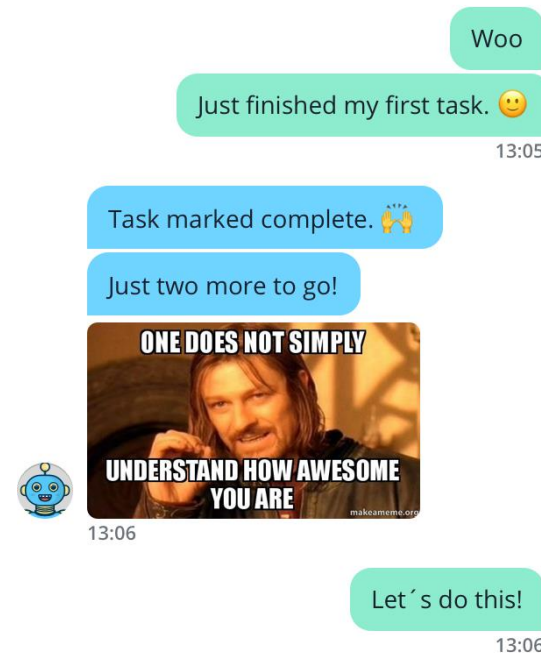 Woo
Just finished my first task. 🙂
13:05
Task marked complete. 🙌
Just two more to go!
ONE DOES NOT SIMPLY
UNDERSTAND HOW AWESOME
YOU ARE
makeameme.org
13:06
Let´s do this!
13:06